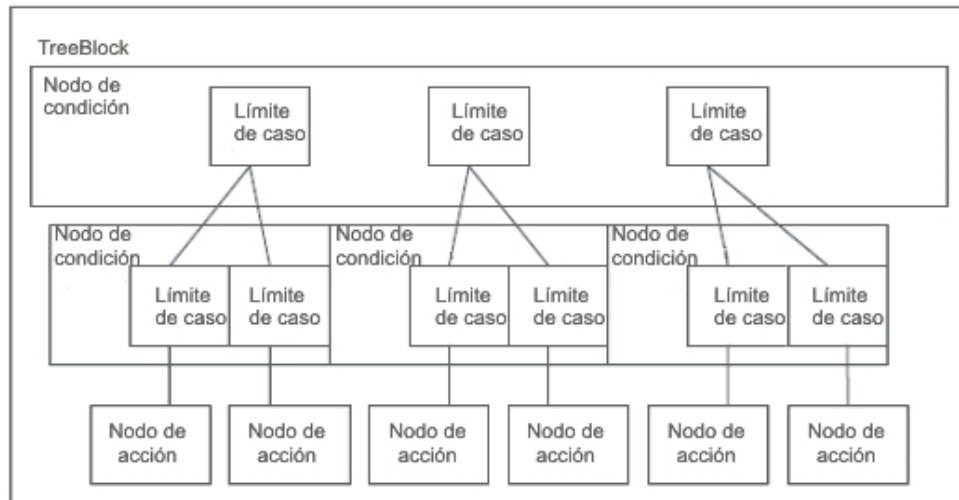 TreeBlock
Nodo de
condición
Límite
de caso
Límite
de caso
Límite
de caso
Nodo de
condición
Límite
de caso
Límite
de caso
Nodo de
condición
Límite
de caso
Límite
de caso
Nodo de
condición
Límite
de caso
Límite
de caso
Nodo de
acción
Nodo de
acción
Nodo de
acción
Nodo de
acción
Nodo de
acción
Nodo de
acción